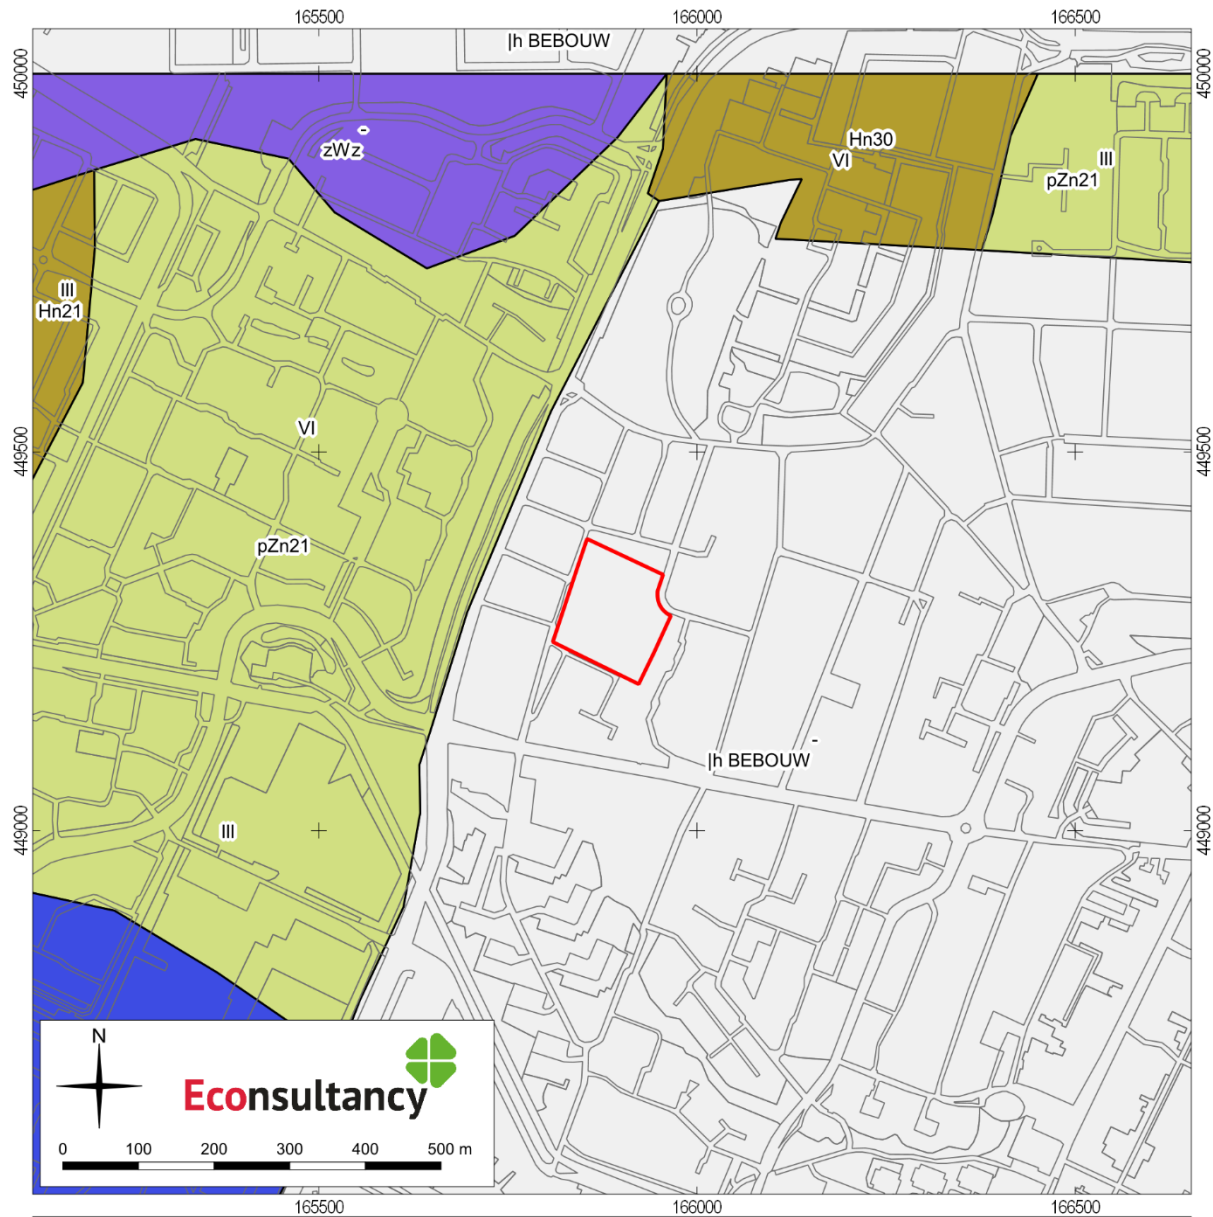 165500 166000 166500
|h BEBOUW
450000 450000
-
zWz
Hn30
VI
III
pZn21
III
Hn21
VI
449500 449500
pZn21
-
|h BEBOUW
III
449000 449000
N
Econsultancy
0 100 200 300 400 500 m
165500 166000 166500